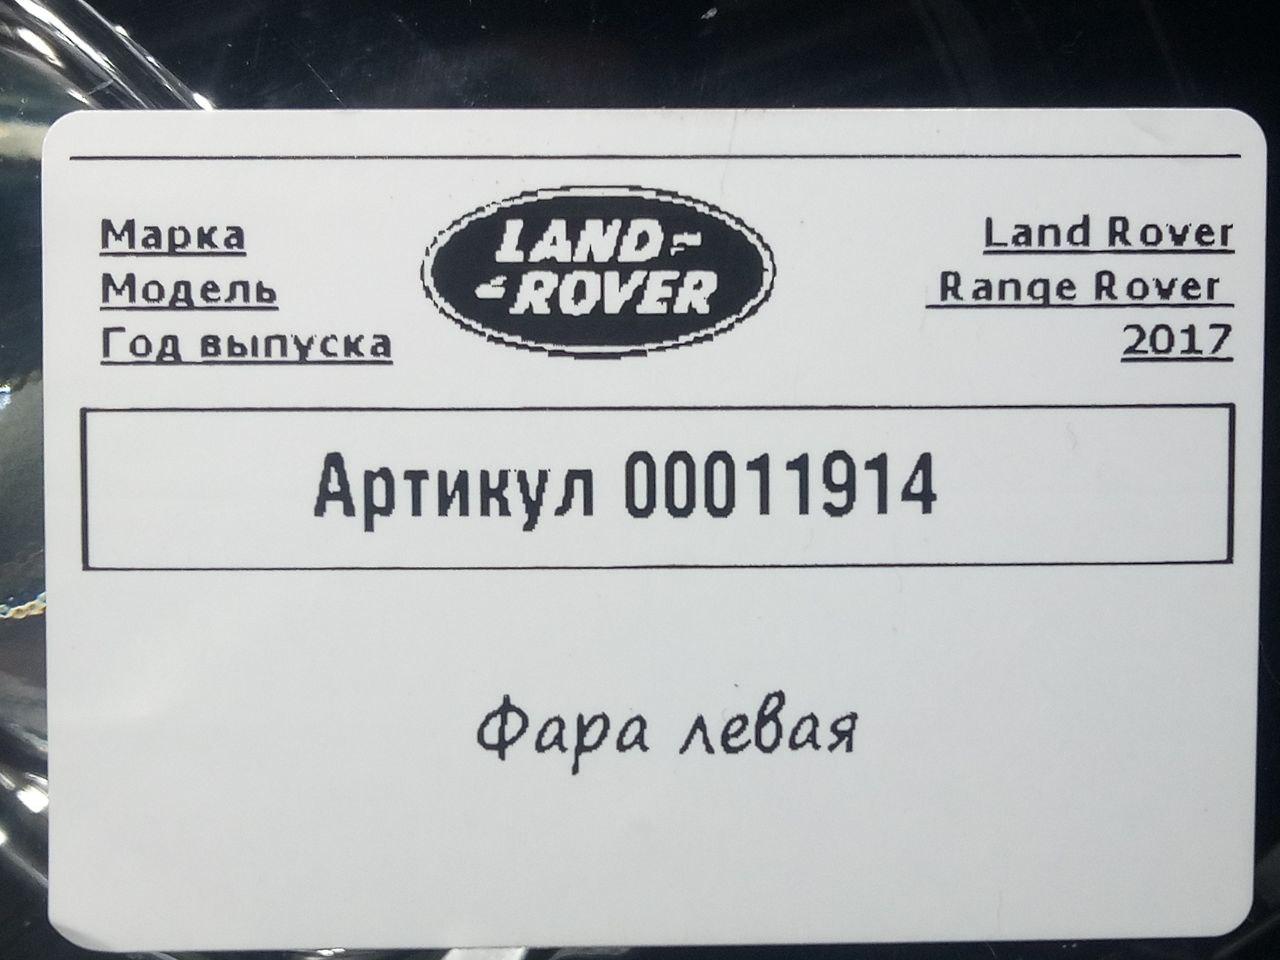 Марка
Модель
Год выпуска
LAND
ROVER
Land Rover
Range Rover
2017
Артикул 00011914
Фара левая